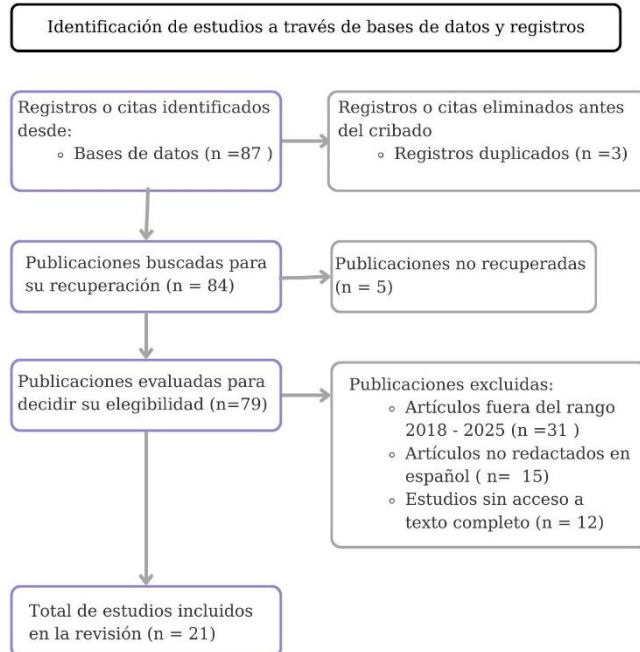 Identificación de estudios a través de bases de datos y registros
Registros o citas identificados
desde:
◦ Bases de datos (n =87 )
Registros o citas eliminados antes
del cribado
◦ Registros duplicados (n =3)
Publicaciones buscadas para
su recuperación (n = 84)
Publicaciones no recuperadas
(n = 5)
Publicaciones evaluadas para
decidir su elegibilidad (n=79)
Publicaciones excluidas:
◦ Artículos fuera del rango
2018 - 2025 (n =31 )
◦ Artículos no redactados en
español ( n=  15)
◦ Estudios sin acceso a
texto completo (n = 12)
Total de estudios incluidos
en la revisión (n = 21)